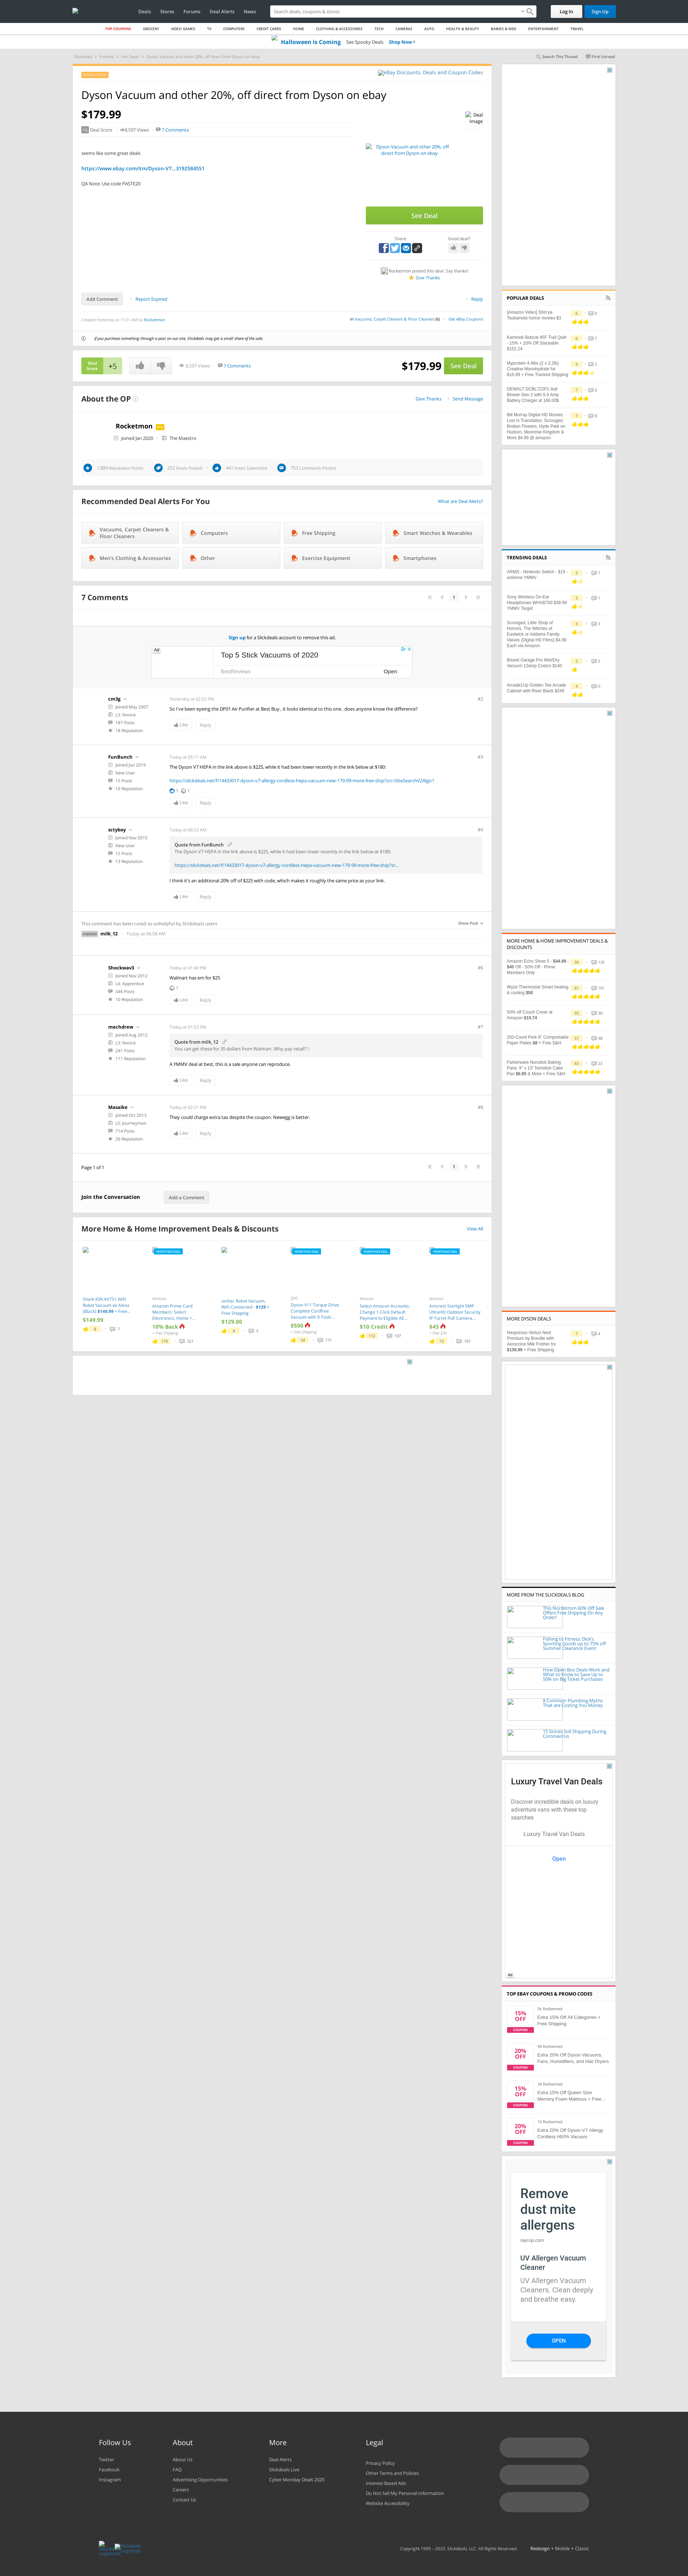 Deals Stores Forums Deal Alerts News
Search deals, coupons & stores
Log In
Sign Up
TOP COUPONS GROCERY VIDEO GAMES TV COMPUTERS CREDIT CARDS HOME CLOTHING & ACCESSORIES TECH CAMERAS AUTO HEALTH & BEAUTY BABIES & KIDS ENTERTAINMENT TRAVEL
Halloween is Coming See Spooky Deals Shop Now
Slickdeals > Forums > Hot Deals > Dyson Vacuum and other 20%, off direct from Dyson on ebay
Search This Thread
First Unread
eBay Discounts, Deals and Coupon Codes
Dyson Vacuum and other 20%, off direct from Dyson on ebay
$179.99
Deal Image
+5 Deal Score
8,597 Views
7 Comments
seems like some great deals
https://www.ebay.com/itm/Dyson-V7...3192584551
QA Note: Use code PASTE20
Dyson Vacuum and other 20%, off direct from Dyson on ebay
See Deal
Share
Good deal?
Rocketmon posted this deal. Say thanks!
Give Thanks
Add Comment
Report Expired
Reply
in Vacuums, Carpet Cleaners & Floor Cleaners (6)
See eBay Coupons
If you purchase something through a post on our site, Slickdeals may get a small share of the sale.
Deal Score +5
8,597 Views
7 Comments
$179.99
See Deal
About the OP
Give Thanks
Send Message
Rocketmon
Joined Jan 2020
The Maestro
1,889 Reputation Points
252 Deals Posted
441 Votes Submitted
753 Comments Posted
Recommended Deal Alerts For You
What are Deal Alerts?
Vacuums, Carpet Cleaners & Floor Cleaners
Computers
Free Shipping
Smart Watches & Wearables
Men's Clothing & Accessories
Other
Exercise Equipment
Smartphones
7 Comments
1
Sign up for a Slickdeals account to remove this ad.
Ad
Top 5 Stick Vacuums of 2020
BestReviews
Open
cm3g
Joined May 2007
L3: Novice
187 Posts
18 Reputation
Yesterday at 02:52 PM
#2
So I've been eyeing the DP01 Air Purifier at Best Buy.. it looks identical to this one.. does anyone know the difference?
Like
Reply
FunBunch
Joined Jun 2019
New User
15 Posts
10 Reputation
Today at 05:11 AM
#3
The Dyson V7 HEPA in the link above is $225, while it had been lower recently in the link below at $180:
https://slickdeals.net/f/14433017-dyson-v7-allergy-cordless-hepa-vacuum-new-179-99-more-free-ship?src=SiteSearchV2Algo1
1
1
Like
Reply
sctyboy
Joined Nov 2015
New User
15 Posts
13 Reputation
Today at 06:52 AM
#4
Quote from FunBunch
The Dyson V7 HEPA in the link above is $225, while it had been lower recently in the link below at $180:
https://slickdeals.net/f/14433017-dyson-v7-allergy-cordless-hepa-vacuum-new-179-99-more-free-ship?sr...
I think it's an additional 20% off of $225 with code, which makes it roughly the same price as your link.
Like
Reply
This comment has been rated as unhelpful by Slickdeals users
Show Post
milk_12
Today at 06:58 AM
Shockwav3
Joined Nov 2012
L4: Apprentice
346 Posts
10 Reputation
Today at 01:46 PM
#6
Walmart has em for $25
1
Like
Reply
mechdrew
Joined Aug 2012
L3: Novice
241 Posts
111 Reputation
Today at 01:53 PM
#7
Quote from milk_12
You can get these for 35 dollars from Walmart. Why pay retail? (
A YMMV deal at best, this is a sale anyone can reproduce.
Like
Reply
Masaike
Joined Oct 2013
L5: Journeyman
714 Posts
26 Reputation
Today at 02:21 PM
#8
They could charge extra tax despite the coupon. Newegg is better.
Like
Reply
Page 1 of 1
1
Join the Conversation
Add a Comment
More Home & Home Improvement Deals & Discounts
View All
Shark ION AV751 WiFi Robot Vacuum w/ Alexa (Black) $149.99 + Free...
$149.99
8
7
Amazon
Amazon Prime Card Members: Select Electronics, Home +...
10% Back
+ Free Shipping
178
321
ionVac Robot Vacuum, WiFi Connected - $129 + Free Shipping
$129.00
4
9
QVC
Dyson V11 Torque Drive Complete Cordfree Vacuum with 9 Tools...
$500
+ Free Shipping
34
111
Amazon
Select Amazon Accounts: Change 1-Click Default Payment to Eligible AE...
$10 Credit
112
107
Amazon
Amcrest Starlight 5MP UltraHD Outdoor Security IP Turret PoE Camera...
$45
+ Free S/H
72
187
POPULAR DEALS
[Amazon Video] Shin'ya
Tsukamoto horror movies $3
Kammok Bobcat 45F Trail Quilt
- 15% + 10% Off Stackable
$152.24
Myprotein 4.4lbs (2 x 2.2lb)
Creatine Monohydrate for
$16.99 + Free Tracked Shipping
DEWALT DCBL722P1 leaf
Blower Gen 2 with 5.0 Amp
Battery Charger at 166.00$
Bill Murray Digital HD Movies:
Lost In Translation, Scrooged,
Broken Flowers, Hyde Park on
Hudson, Moonrise Kingdom &
More $4.99 @ amazon
TRENDING DEALS
ARMS - Nintendo Switch - $19 -
extreme YMMV
Sony Wireless On-Ear
Headphones WHXB700 $38.99
YMMV Target
Scrooged, Little Shop of
Horrors, The Witches of
Eastwick or Addams Family
Values (Digital HD Films) $4.99
Each via Amazon
Bissell Garage Pro Wet/Dry
Vacuum 12amp Costco $140
Arcade1Up Golden Tee Arcade
Cabinet with Riser Black $249
MORE HOME & HOME IMPROVEMENT DEALS & DISCOUNTS
Amazon Echo Show 5 - $44.99 -
$45 Off - 50% Off - Prime
Members Only
Wyze Thermostat Smart heating
& cooling $50
50% off Couch Cover at
Amazon $15.74
250-Count Perk 6" Compostable
Paper Plates $8 + Free S&H
Farberware Nonstick Baking
Pans: 9" x 13" Nonstick Cake
Pan $6.95 & More + Free S&H
MORE DYSON DEALS
Nespresso Vertuo Next
Premium by Breville with
Aeroccino Milk Frother for
$139.99 + Free Shipping
MORE FROM THE SLICKDEALS BLOG
This Nordstrom 60% Off Sale Offers Free Shipping On Any Order!
Fishing to Fitness: Dick's Sporting Goods up to 75% off Summer Clearance Event
How Open Box Deals Work and What to Know to Save Up to 50% on Big Ticket Purchases
8 Common Plumbing Myths That are Costing You Money
15 Stores Still Shipping During Coronavirus
Luxury Travel Van Deals
Discover incredible deals on luxury adventure vans with these top searches
Luxury Travel Van Deals
Open
Ad
TOP EBAY COUPONS & PROMO CODES
15% OFF
COUPON
Extra 15% Off All Categories + Free Shipping
20% OFF
COUPON
Extra 20% Off Dyson Vacuums, Fans, Humidifiers, and Hair Dryers
15% OFF
COUPON
Extra 15% Off Queen Size Memory Foam Mattress + Free...
20% OFF
COUPON
Extra 20% Off Dyson V7 Allergy Cordless HEPA Vacuum
Remove dust mite allergens
raycop.com
UV Allergen Vacuum Cleaner
UV Allergen Vacuum Cleaners. Clean deeply and breathe easy.
OPEN
Follow Us
Twitter
Facebook
Instagram
About
About Us
FAQ
Advertising Opportunities
Careers
Contact Us
More
Deal Alerts
Slickdeals Live
Cyber Monday Deals 2020
Legal
Privacy Policy
Other Terms and Policies
Interest-Based Ads
Do Not Sell My Personal Information
Website Accessibility
Copyright 1999 - 2020. Slickdeals, LLC. All Rights Reserved.
Redesign • Mobile • Classic